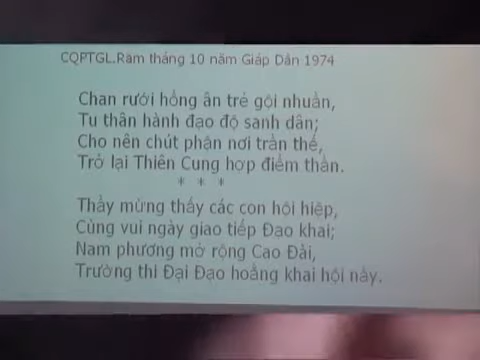 CQPTGL.Rằm tháng 10 năm Giáp Dần 1974
Chan rưới hồng ân trẻ gội nhuần,
Tu thân hành đạo độ sanh dân;
Cho nên chút phận nơi trần thế,
Trở lại Thiên Cung hợp điểm thần.
* * *
Thầy mừng thấy các con hội hiệp,
Cùng vui ngày giao tiếp Đạo khai;
Nam phương mở rộng Cao Đài,
Trường thi Đại Đạo hoằng khai hội này.